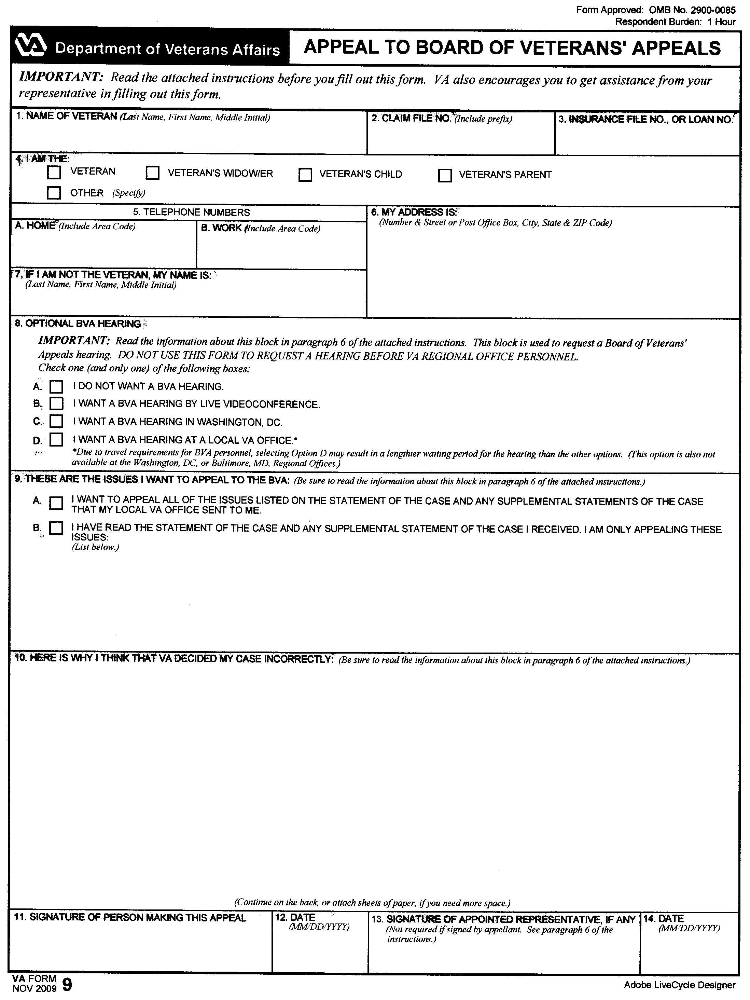 Form Approved: OMB No. 2900-0085
Respondent Burden: 1 Hour
VA Department of Veterans Affairs
APPEAL TO BOARD OF VETERANS' APPEALS
IMPORTANT: Read the attached instructions before you fill out this form. VA also encourages you to get assistance from your
representative in filling out this form.
1. NAME OF VETERAN (Last Name, First Name, Middle Initial)
2. CLAIM FILE NO. (Include prefix)
3. INSURANCE FILE NO., OR LOAN NO.
4. I AM THE:
VETERAN VETERAN'S WIDOW/ER VETERAN'S CHILD VETERAN'S PARENT
OTHER (Specify)
5. TELEPHONE NUMBERS
A. HOME (Include Area Code)
B. WORK (Include Area Code)
6. MY ADDRESS IS:
(Number & Street or Post Office Box, City, State & ZIP Code)
7. IF I AM NOT THE VETERAN, MY NAME IS:
(Last Name, First Name, Middle Initial)
8. OPTIONAL BVA HEARING
IMPORTANT: Read the information about this block in paragraph 6 of the attached instructions. This block is used to request a Board of Veterans'
Appeals hearing. DO NOT USE THIS FORM TO REQUEST A HEARING BEFORE VA REGIONAL OFFICE PERSONNEL.
Check one (and only one) of the following boxes:
A. I DO NOT WANT A BVA HEARING.
B. I WANT A BVA HEARING BY LIVE VIDEOCONFERENCE.
C. I WANT A BVA HEARING IN WASHINGTON, DC.
D. I WANT A BVA HEARING AT A LOCAL VA OFFICE.*
*Due to travel requirements for BVA personnel, selecting Option D may result in a lengthier waiting period for the hearing than the other options. (This option is also not
available at the Washington, DC, or Baltimore, MD, Regional Offices.)
9. THESE ARE THE ISSUES I WANT TO APPEAL TO THE BVA: (Be sure to read the information about this block in paragraph 6 of the attached instructions.)
A. I WANT TO APPEAL ALL OF THE ISSUES LISTED ON THE STATEMENT OF THE CASE AND ANY SUPPLEMENTAL STATEMENTS OF THE CASE
THAT MY LOCAL VA OFFICE SENT TO ME.
B. I HAVE READ THE STATEMENT OF THE CASE AND ANY SUPPLEMENTAL STATEMENT OF THE CASE I RECEIVED. I AM ONLY APPEALING THESE
ISSUES:
(List below.)
10. HERE IS WHY I THINK THAT VA DECIDED MY CASE INCORRECTLY: (Be sure to read the information about this block in paragraph 6 of the attached instructions.)
(Continue on the back, or attach sheets of paper, if you need more space.)
11. SIGNATURE OF PERSON MAKING THIS APPEAL
12. DATE
(MM/DD/YYYY)
13. SIGNATURE OF APPOINTED REPRESENTATIVE, IF ANY
(Not required if signed by appellant. See paragraph 6 of the
instructions.)
14. DATE
(MM/DD/YYYY)
VA FORM
NOV 2009 9
Adobe LiveCycle Designer